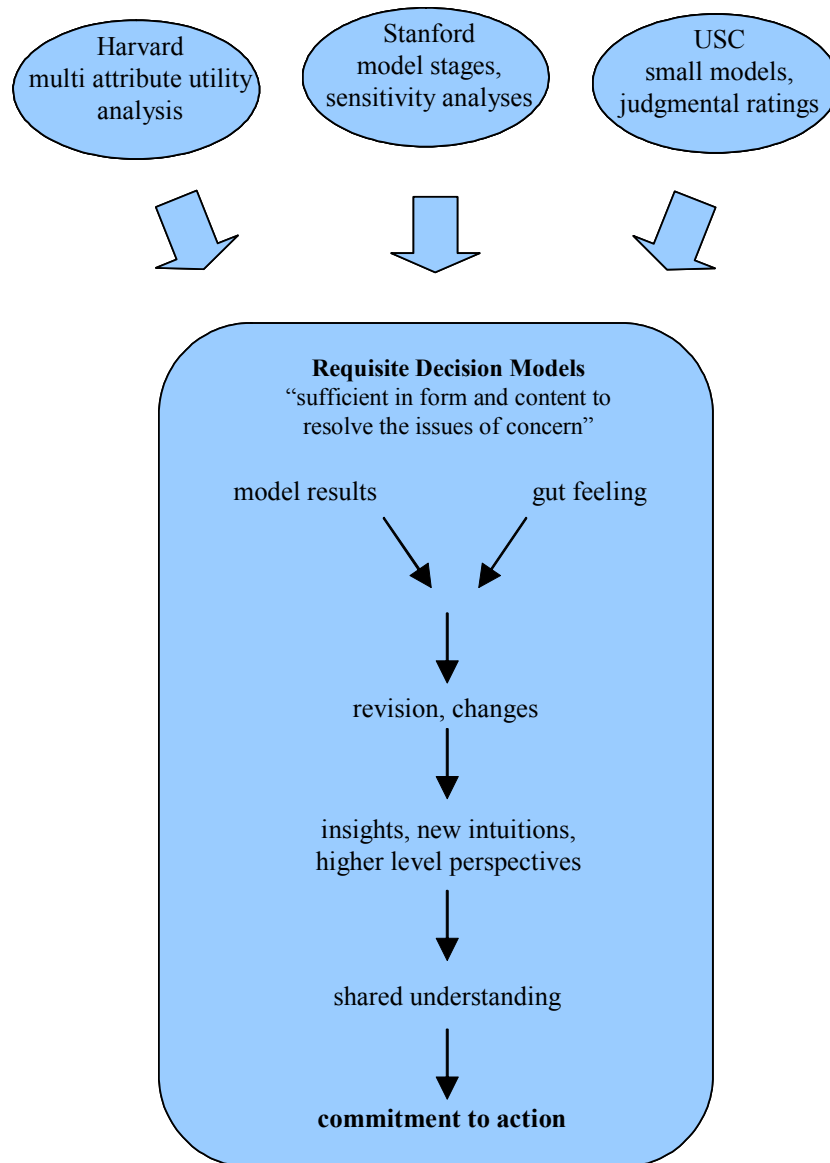 Harvard
multi attribute utility
analysis
Stanford
model stages,
sensitivity analyses
USC
small models,
judgmental ratings
Requisite Decision Models
“sufficient in form and content to
resolve the issues of concern”
model results
gut feeling
revision, changes
insights, new intuitions,
higher level perspectives
shared understanding
commitment to action